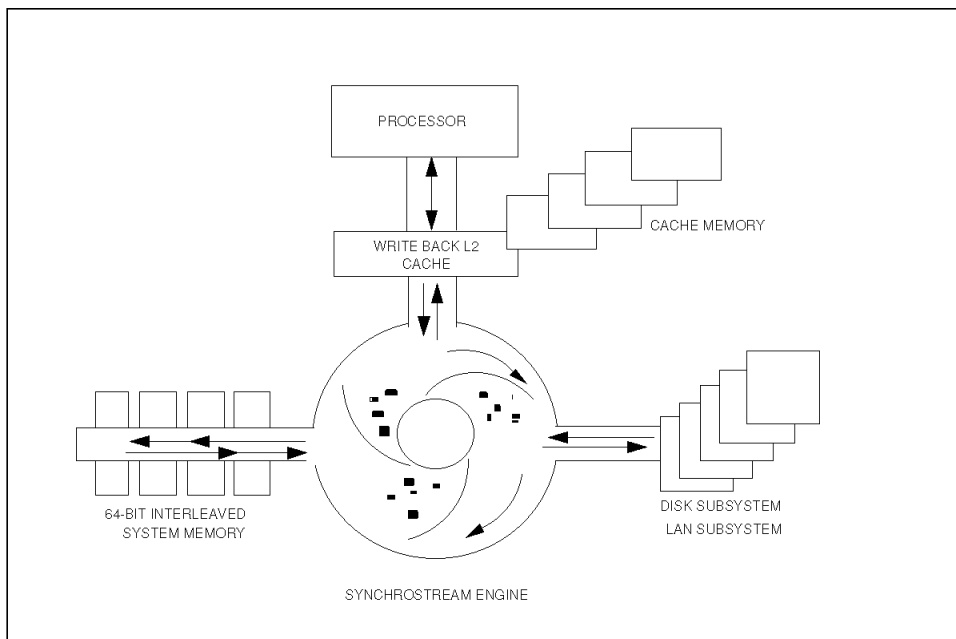 PROCESSOR
CACHE MEMORY
WRITE BACK L2
CACHE
64-BIT INTERLEAVED
SYSTEM MEMORY
DISK SUBSYSTEM
LAN SUBSYSTEM
SYNCHROSTREAM ENGINE